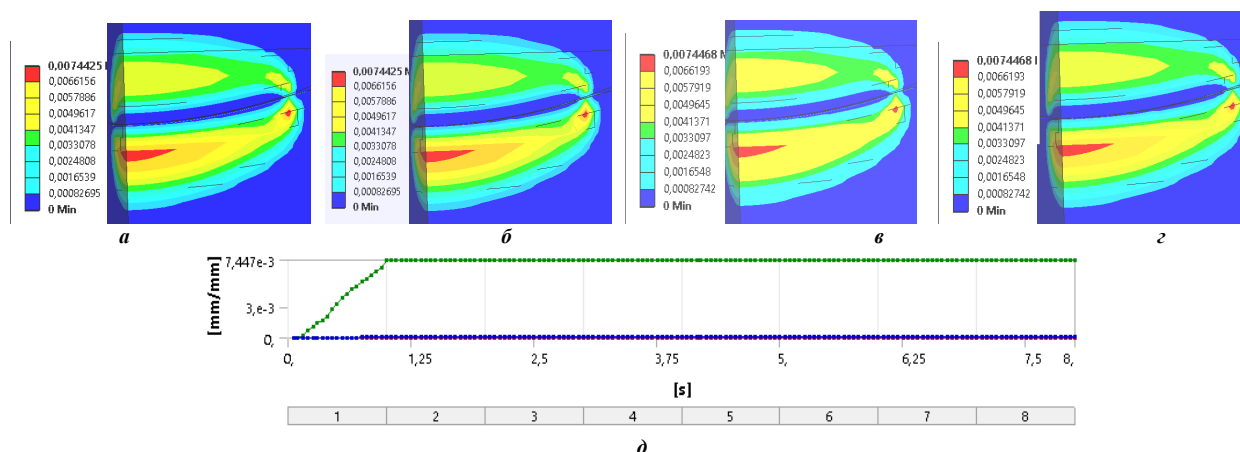 0,0074425 M
0,0066156
0,0057886
0,0049617
0,0041347
0,0033078
0,0024808
0,0016539
0,00082695
0 Min
0,0074425 M
0,0066156
0,0057886
0,0049617
0,0041347
0,0033078
0,0024808
0,0016539
0,00082695
0 Min
0,0074468 M
0,0066193
0,0057919
0,0049645
0,0041371
0,0033097
0,0024823
0,0016548
0,00082742
0 Min
0,0074468
0,0066193
0,0057919
0,0049645
0,0041371
0,0033097
0,0024823
0,0016548
0,00082742
0 Min
а б в г
7,447e-3
3,e-3
0,
[mm/mm]
0, 1,25 2,5 3,75 5, 6,25 7,5 8,
[s]
1 2 3 4 5 6 7 8
д